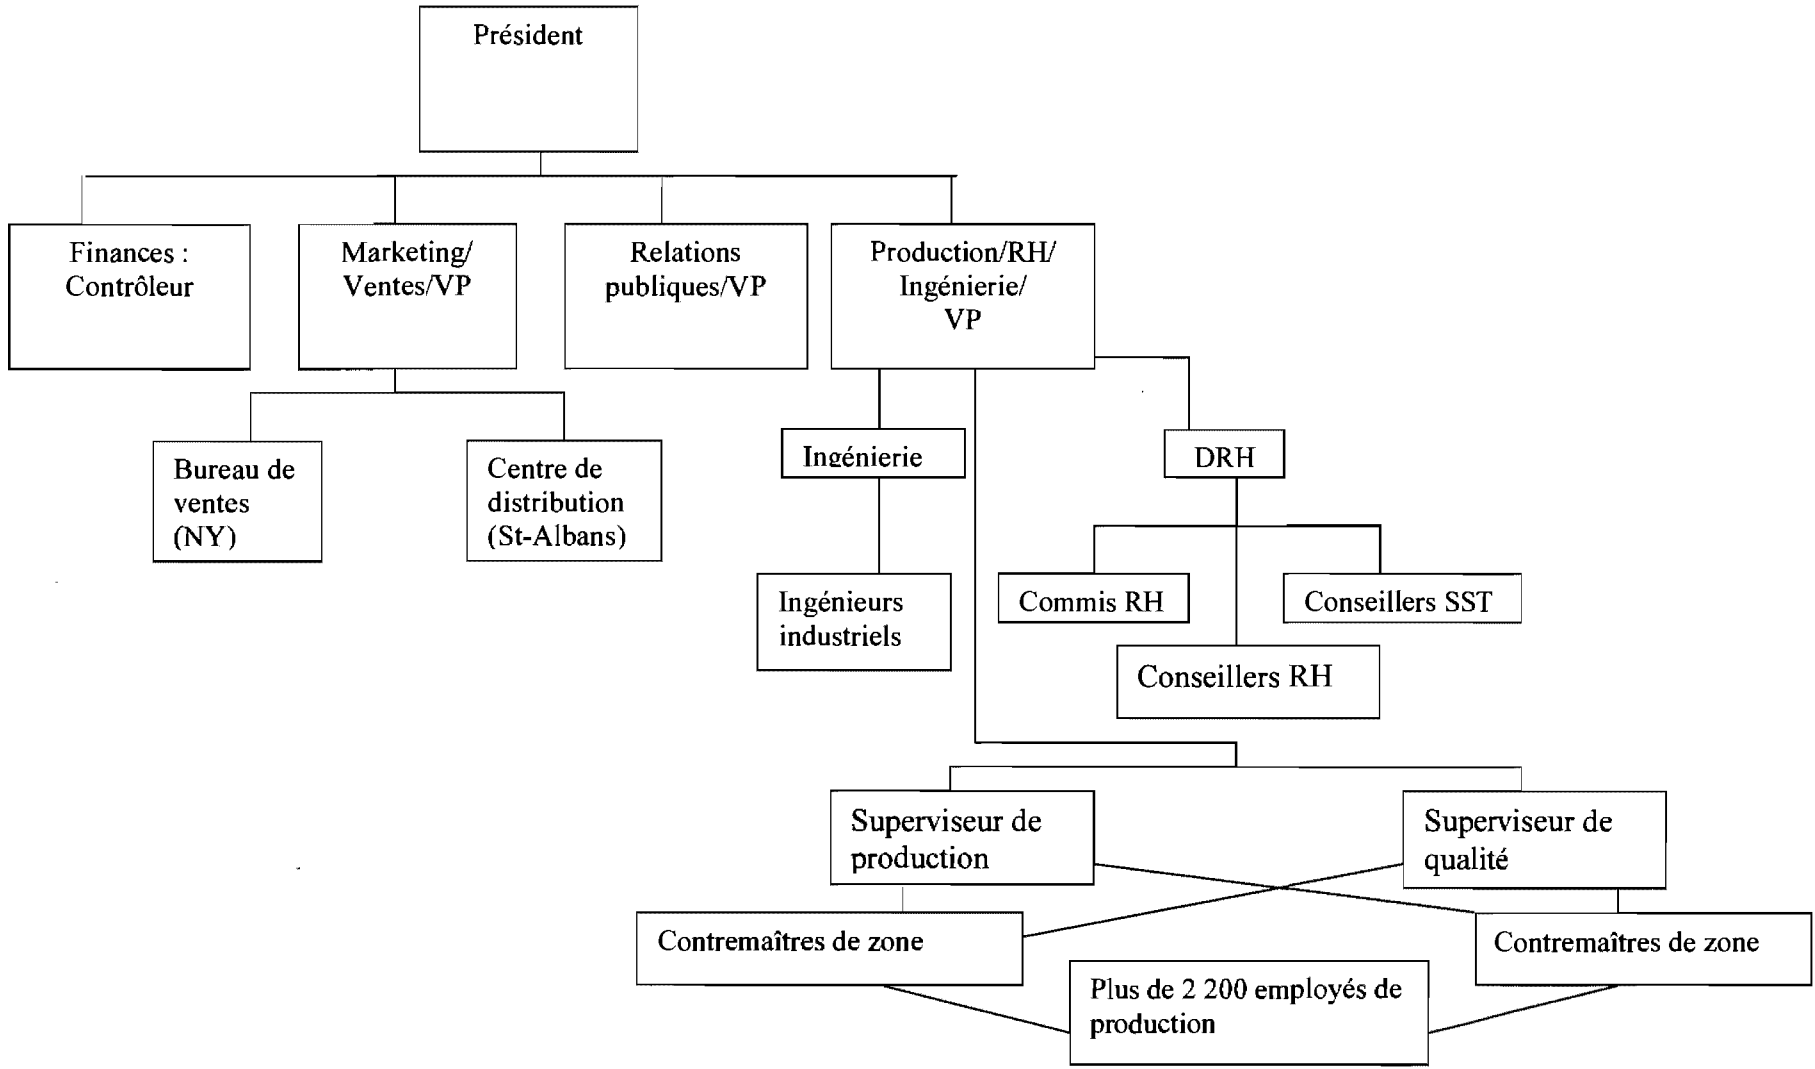 Président
Finances :
Contrôleur
Marketing/
Ventes/VP
Relations
publiques/VP
Production/RH/
Ingénierie/
VP
Bureau de
ventes
(NY)
Centre de
distribution
(St-Albans)
Ingénierie
DRH
Ingénieurs
industriels
Commis RH
Conseillers SST
Conseillers RH
Superviseur de
production
Superviseur de
qualité
Contremaîtres de zone
Contremaîtres de zone
Plus de 2 200 employés de
production